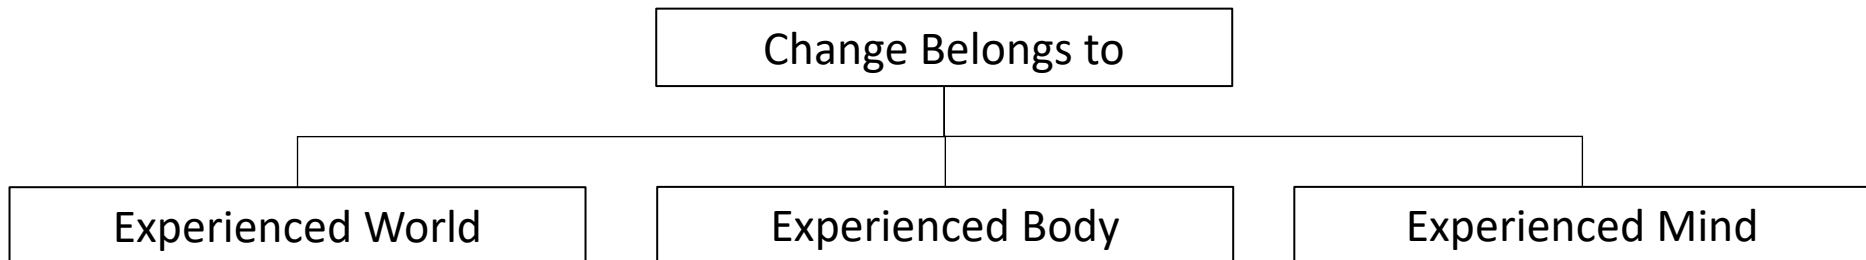 Change Belongs to
Experienced World
Experienced Body
Experienced Mind